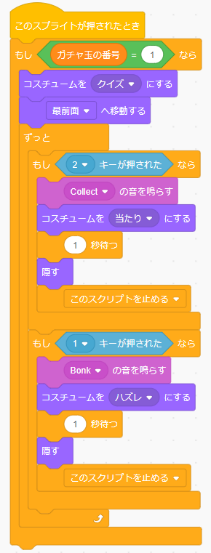 このスプライトが押されたとき
もし ガチャ玉の番号 = 1 なら
コスチュームを クイズ にする
最前面 へ移動する
ずっと
もし 2 キーが押された なら
Collect の音を鳴らす
コスチュームを 当たり にする
1 秒待つ
隠す
このスクリプトを止める
もし 1 キーが押された なら
Bonk の音を鳴らす
コスチュームを ハズレ にする
1 秒待つ
隠す
このスクリプトを止める